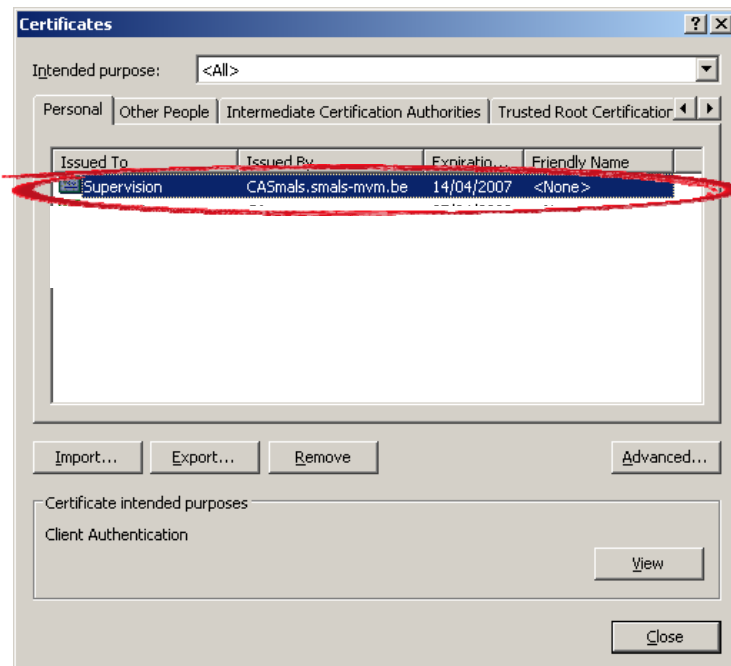 Certificates
Intended purpose: <All>
Personal Other People Intermediate Certification Authorities Trusted Root Certification
Issued To Issued By Expiratio... Friendly Name
Supervision CASmals.smals-mvm.be 14/04/2007 <None>
Import... Export... Remove Advanced...
Certificate intended purposes
Client Authentication
View
Close